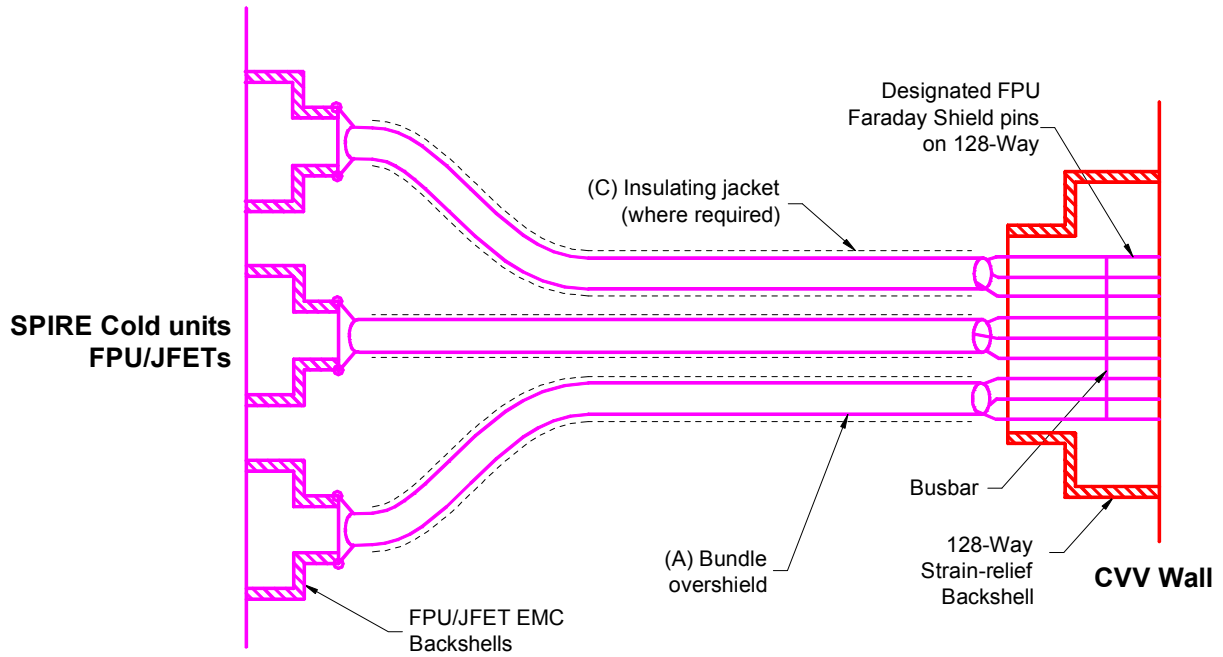 Designated FPU
Faraday Shield pins
on 128-Way
(C) Insulating jacket
(where required)
SPIRE Cold units
FPU/JFETs
Busbar
(A) Bundle
overshield
128-Way
Strain-relief
Backshell
CVV Wall
FPU/JFET EMC
Backshells